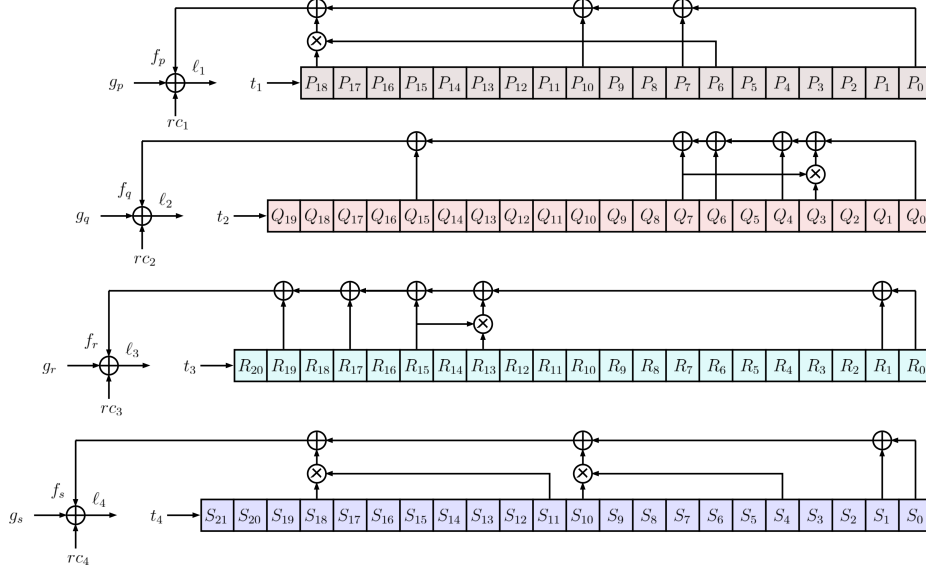 f_p
g_p ℓ_1 t_1 P_18 P_17 P_16 P_15 P_14 P_13 P_12 P_11 P_10 P_9 P_8 P_7 P_6 P_5 P_4 P_3 P_2 P_1 P_0
rc_1
f_q
g_q ℓ_2 t_2 Q_19 Q_18 Q_17 Q_16 Q_15 Q_14 Q_13 Q_12 Q_11 Q_10 Q_9 Q_8 Q_7 Q_6 Q_5 Q_4 Q_3 Q_2 Q_1 Q_0
rc_2
f_r
g_r ℓ_3 t_3 R_20 R_19 R_18 R_17 R_16 R_15 R_14 R_13 R_12 R_11 R_10 R_9 R_8 R_7 R_6 R_5 R_4 R_3 R_2 R_1 R_0
rc_3
f_s
g_s ℓ_4 t_4 S_21 S_20 S_19 S_18 S_17 S_16 S_15 S_14 S_13 S_12 S_11 S_10 S_9 S_8 S_7 S_6 S_5 S_4 S_3 S_2 S_1 S_0
rc_4